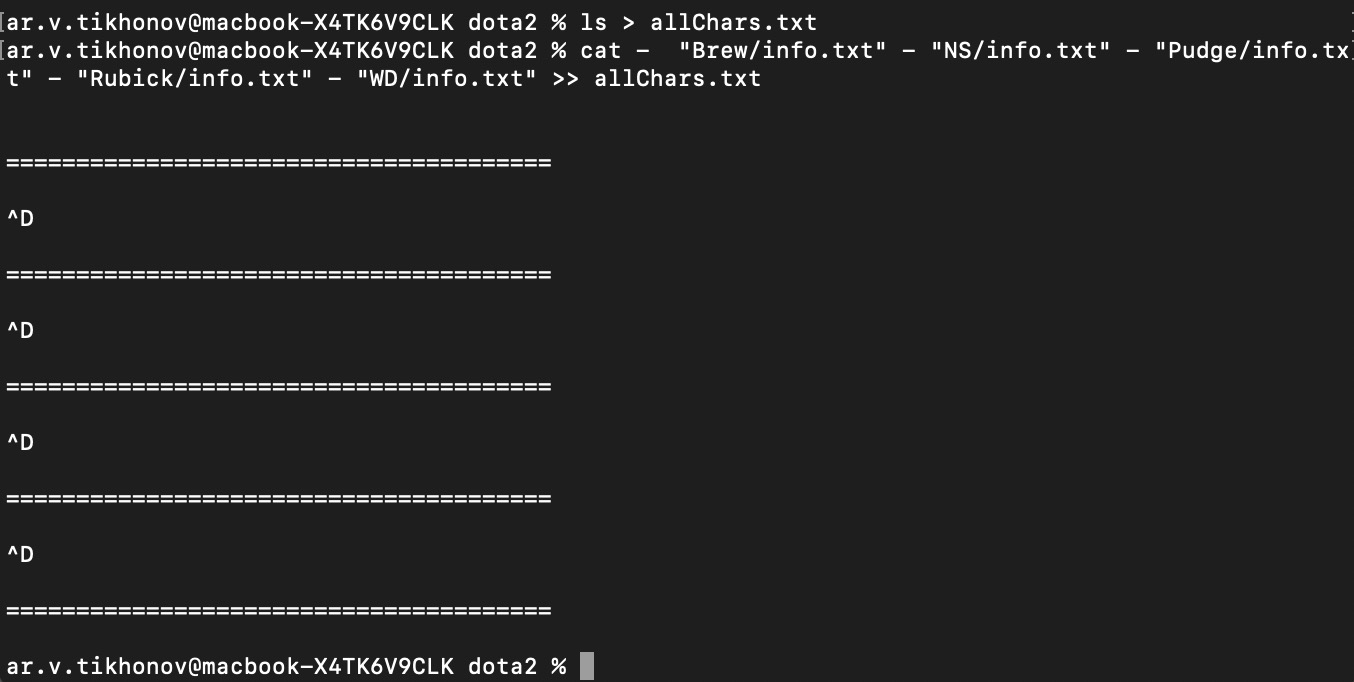 [ar.v.tikhonov@macbook-X4TK6V9CLK dota2 % ls > allChars.txt
[ar.v.tikhonov@macbook-X4TK6V9CLK dota2 % cat -  "Brew/info.txt" - "NS/info.txt" - "Pudge/info.tx]
t" - "Rubick/info.txt" - "WD/info.txt" >> allChars.txt
=======================================
^D
=======================================
^D
=======================================
^D
=======================================
^D
=======================================
ar.v.tikhonov@macbook-X4TK6V9CLK dota2 %